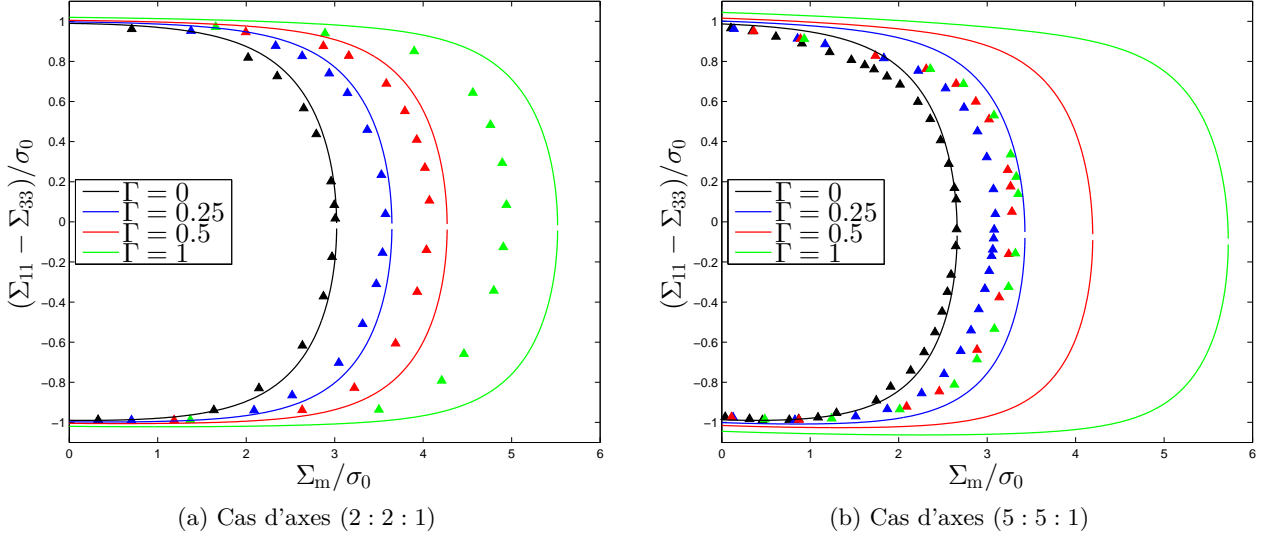 1
0.8
0.6
0.4
0.2
0
-0.2
-0.4
-0.6
-0.8
-1
(Σ₁₁ − Σ₃₃)/σ₀
Γ = 0
Γ = 0.25
Γ = 0.5
Γ = 1
0 1 2 3 4 5 6
Σₘ/σ₀
(a) Cas d'axes (2 : 2 : 1)
1
0.8
0.6
0.4
0.2
0
-0.2
-0.4
-0.6
-0.8
-1
(Σ₁₁ − Σ₃₃)/σ₀
Γ = 0
Γ = 0.25
Γ = 0.5
Γ = 1
0 1 2 3 4 5 6
Σₘ/σ₀
(b) Cas d'axes (5 : 5 : 1)